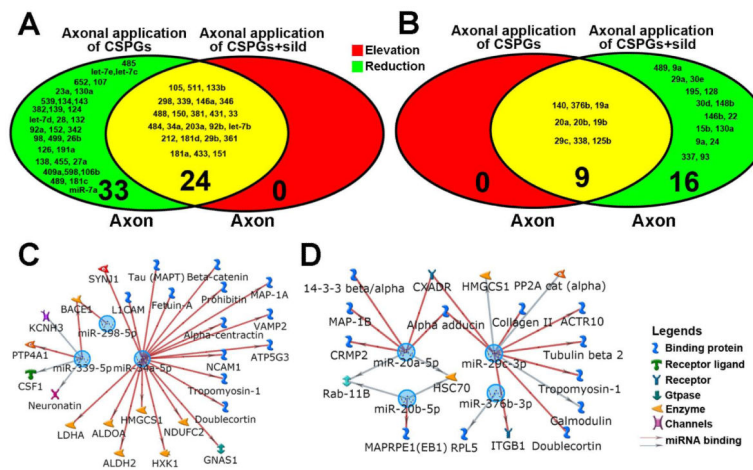 A
Axonal application of CSPGs
Axonal application of CSPGs+sild
485
let-7e,let-7c
652, 107
23a, 130a
539,134,143
382,139, 124
let-7d, 28, 132
92a, 152, 342
98, 499, 26b
126, 191a
138, 455, 27a
409a,598,106b
489, 181c
miR-7a
33
105, 511, 133b
298, 339, 146a, 346
488, 150, 381, 431, 33
484, 34a, 203a, 92b, let-7b
212, 181d, 29b, 361
181a, 433, 151
24
0
Axon
Axon
Elevation
Reduction
B
Axonal application of CSPGs
Axonal application of CSPGs+sild
0
140, 376b, 19a
20a, 20b, 19b
29c, 338, 125b
9
489, 9a
29a, 30e
195, 128
30d, 148b
146b, 22
15b, 130a
9a, 24
337, 93
16
Axon
Axon
C
SYNJ1
Tau (MAPT)
Beta-catenin
BACE1
L1CAM
Fetuin-A
Prohibitin
MAP-1A
KCNH3
miR-298-5p
Alpha-centractin
VAMP2
PTP4A1
miR-339-5p
miR-34a-5p
ATP5G3
NCAM1
CSF1
Tropomyosin-1
Neuronatin
Doublecortin
LDHA
ALDOA
HMGCS1
NDUFC2
GNAS1
ALDH2
HXK1
D
14-3-3 beta/alpha
CXADR
HMGCS1
PP2A cat (alpha)
MAP-1B
Alpha adducin
Collagen II
ACTR10
CRMP2
miR-20a-5p
miR-29c-3p
Tubulin beta 2
Rab-11B
HSC70
Tropomyosin-1
miR-20b-5p
miR-376b-3p
Calmodulin
MAPRPE1(EB1)
RPL5
ITGB1
Doublecortin
Legends
Binding protein
Receptor ligand
Receptor
Gtpase
Enzyme
Channels
miRNA binding